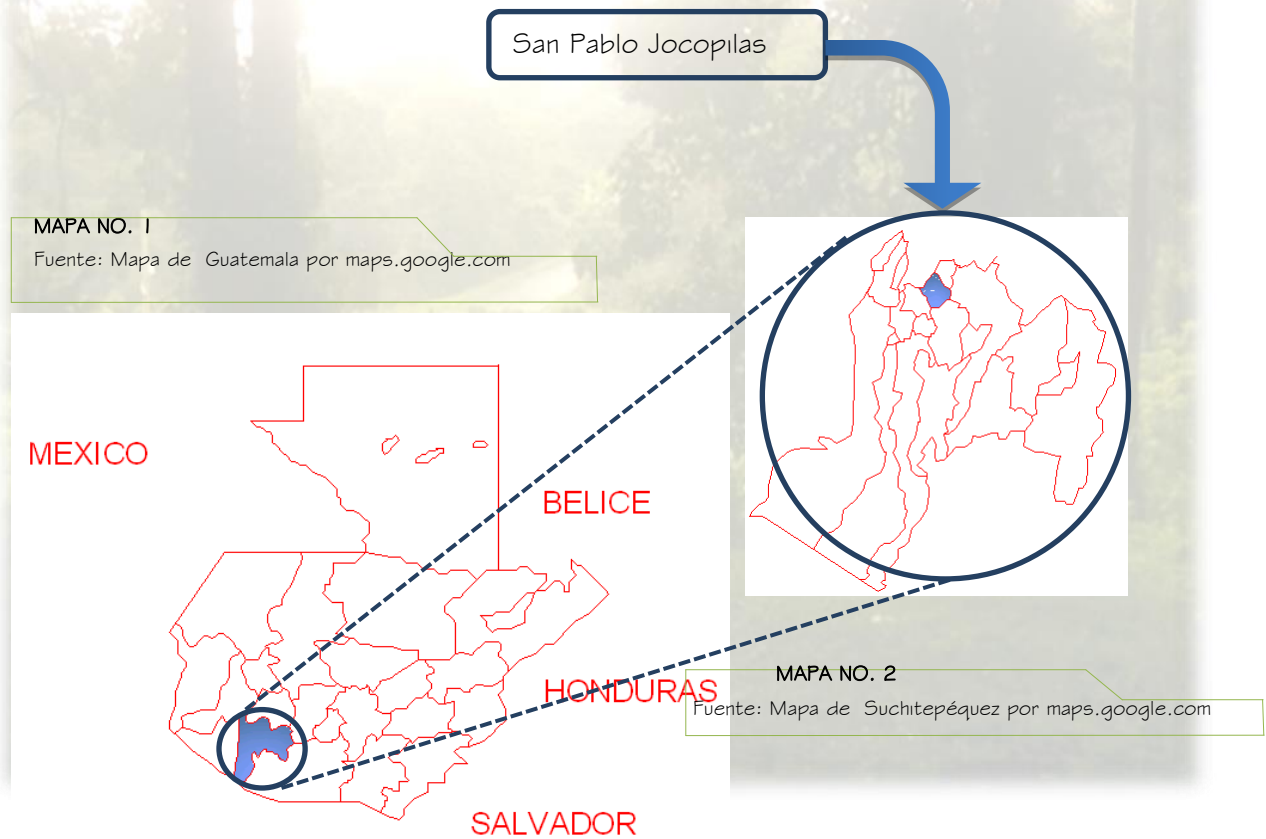 San Pablo Jocopilas
MAPA NO. 1
Fuente: Mapa de Guatemala por maps.google.com
MEXICO
BELICE
HONDURAS
SALVADOR
MAPA NO. 2
Fuente: Mapa de Suchitepéquez por maps.google.com